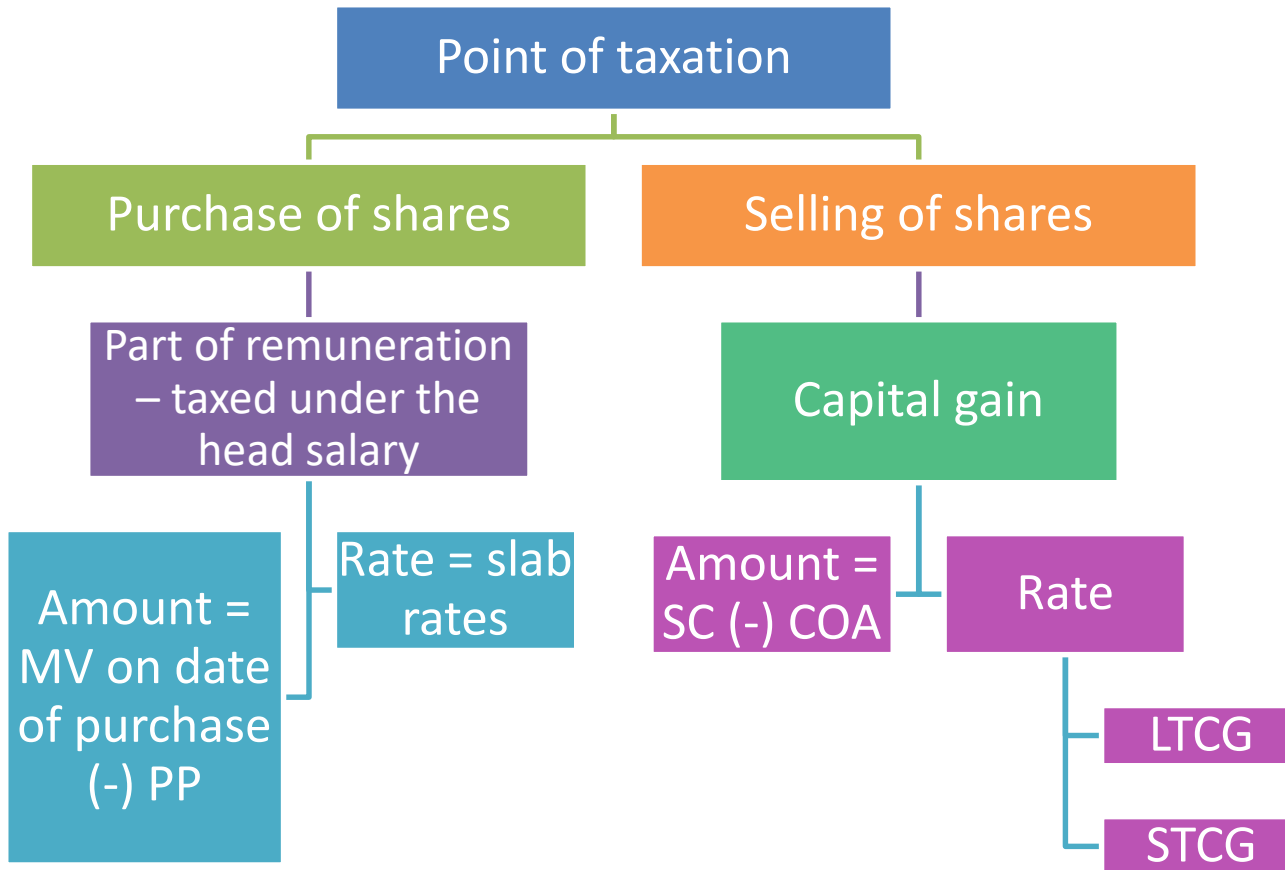 Point of taxation
Purchase of shares
Selling of shares
Part of remuneration
– taxed under the
head salary
Capital gain
Amount =
MV on date
of purchase
(-) PP
Rate = slab
rates
Amount =
SC (-) COA
Rate
LTCG
STCG